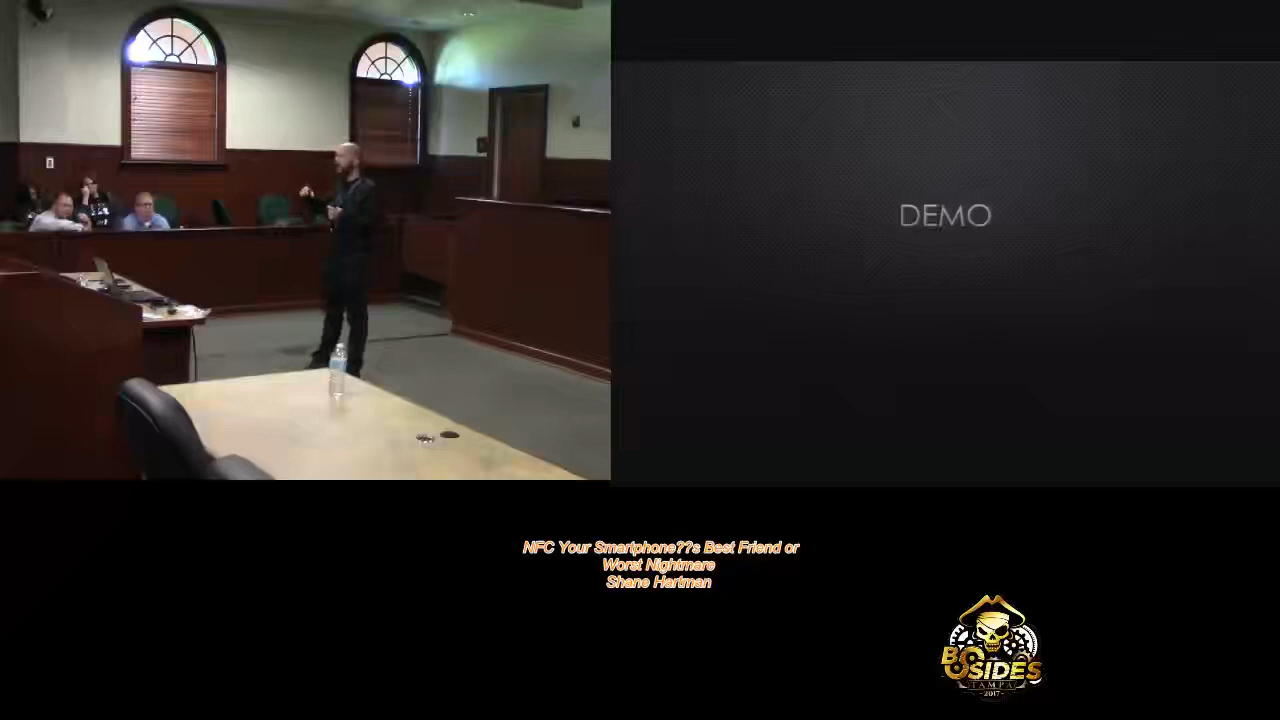 DEMO
NFC Your Smartphone??s Best Friend or
Worst Nightmare
Shane Hartman
BSIDES
TAMPA
-2017-